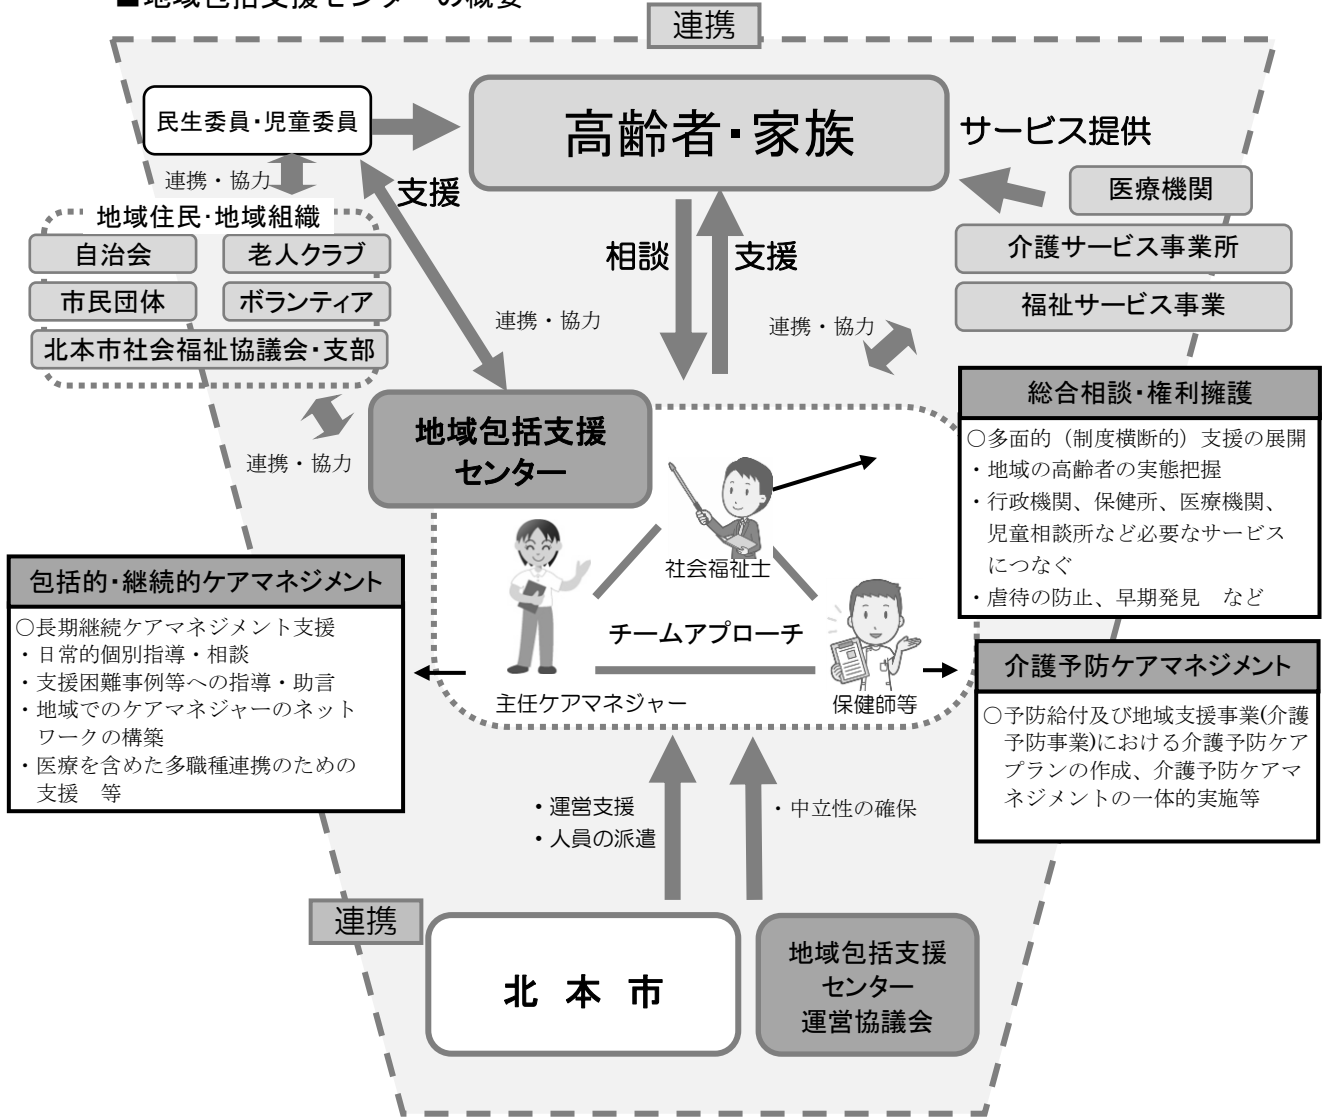 ■地域包括支援センターの概要
連携
民生委員・児童委員
高齢者・家族
サービス提供
連携・協力
支援
医療機関
地域住民・地域組織
自治会
老人クラブ
相談
支援
介護サービス事業所
市民団体
ボランティア
福祉サービス事業
連携・協力
連携・協力
北本市社会福祉協議会・支部
地域包括支援
センター
連携・協力
総合相談・権利擁護
○多面的（制度横断的）支援の展開
・地域の高齢者の実態把握
・行政機関、保健所、医療機関、
児童相談所など必要なサービス
につなぐ
・虐待の防止、早期発見　など
社会福祉士
チームアプローチ
主任ケアマネジャー
保健師等
包括的・継続的ケアマネジメント
○長期継続ケアマネジメント支援
・日常的個別指導・相談
・支援困難事例等への指導・助言
・地域でのケアマネジャーのネット
ワークの構築
・医療を含めた多職種連携のための
支援　等
介護予防ケアマネジメント
○予防給付及び地域支援事業(介護
予防事業)における介護予防ケア
プランの作成、介護予防ケアマ
ネジメントの一体的実施等
・運営支援
・人員の派遣
・中立性の確保
連携
北 本 市
地域包括支援
センター
運営協議会